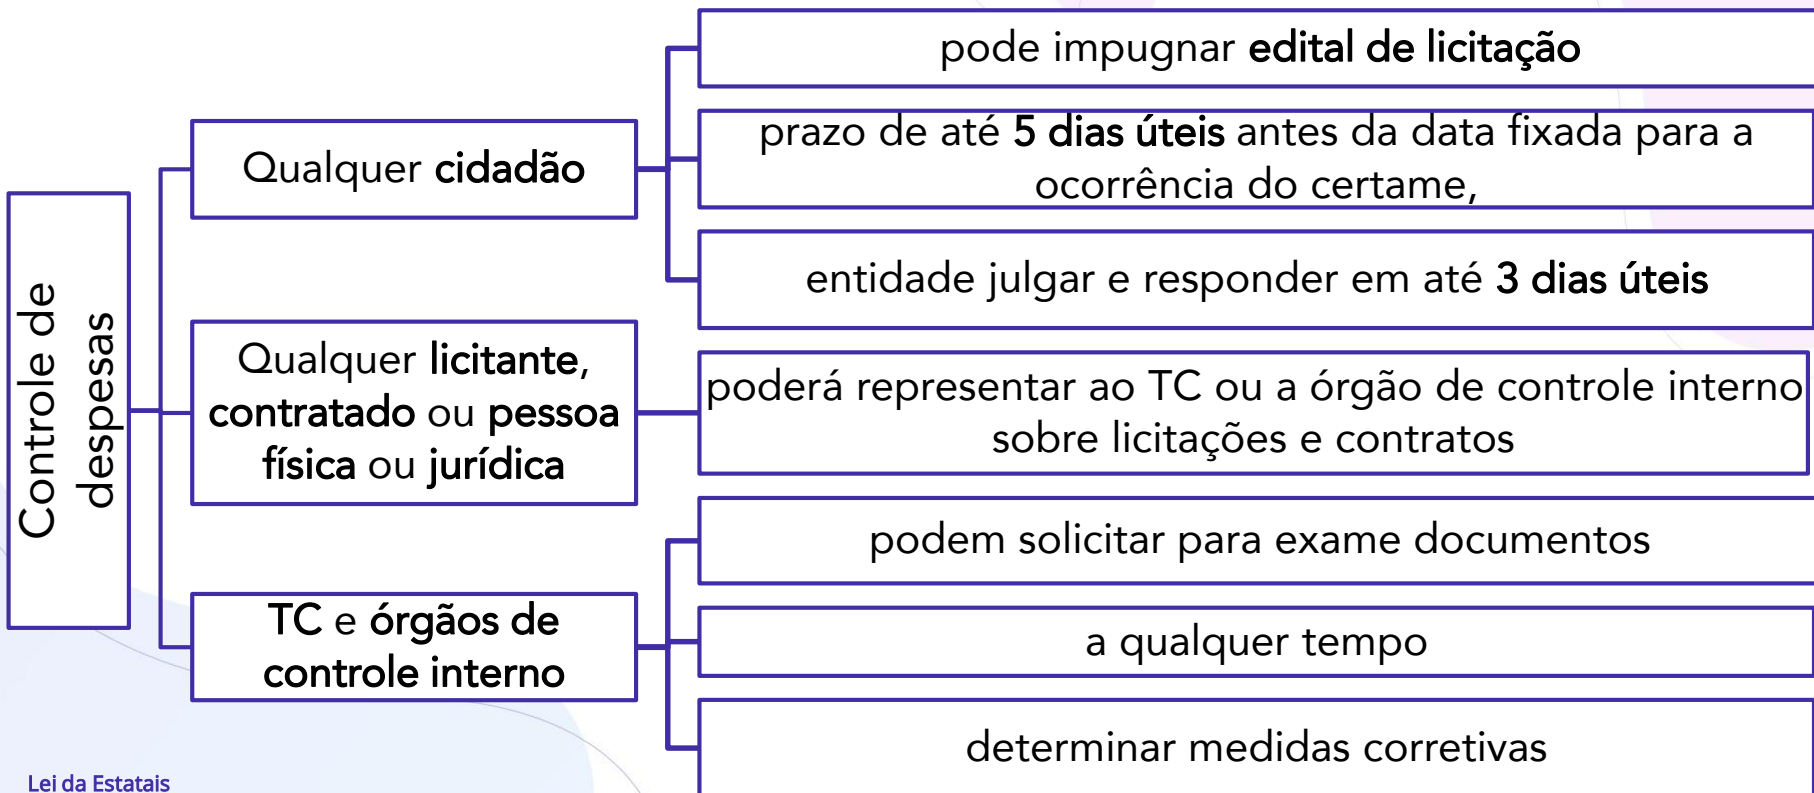 Controle de
despesas
Qualquer cidadão
pode impugnar edital de licitação
prazo de até 5 dias úteis antes da data fixada para a
ocorrência do certame,
entidade julgar e responder em até 3 dias úteis
Qualquer licitante,
contratado ou pessoa
física ou jurídica
poderá representar ao TC ou a órgão de controle interno
sobre licitações e contratos
TC e órgãos de
controle interno
podem solicitar para exame documentos
a qualquer tempo
determinar medidas corretivas
Lei da Estatais